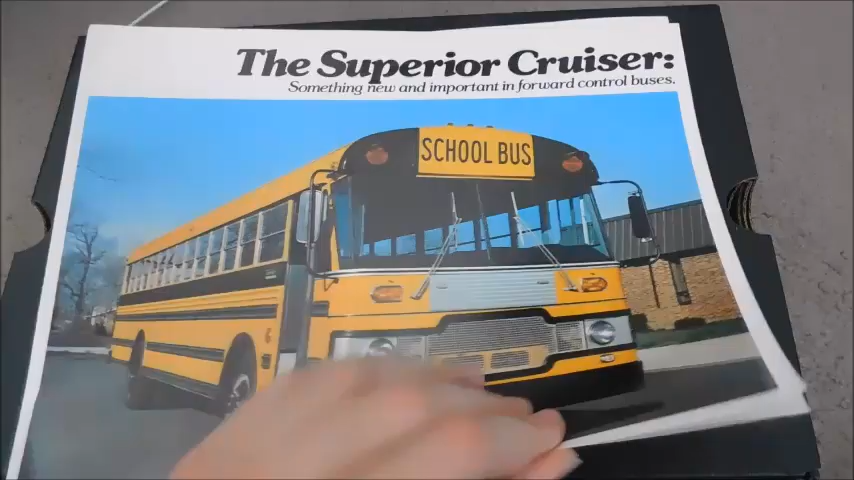 The Superior Cruiser:
Something new and important in forward control buses.
SCHOOL BUS